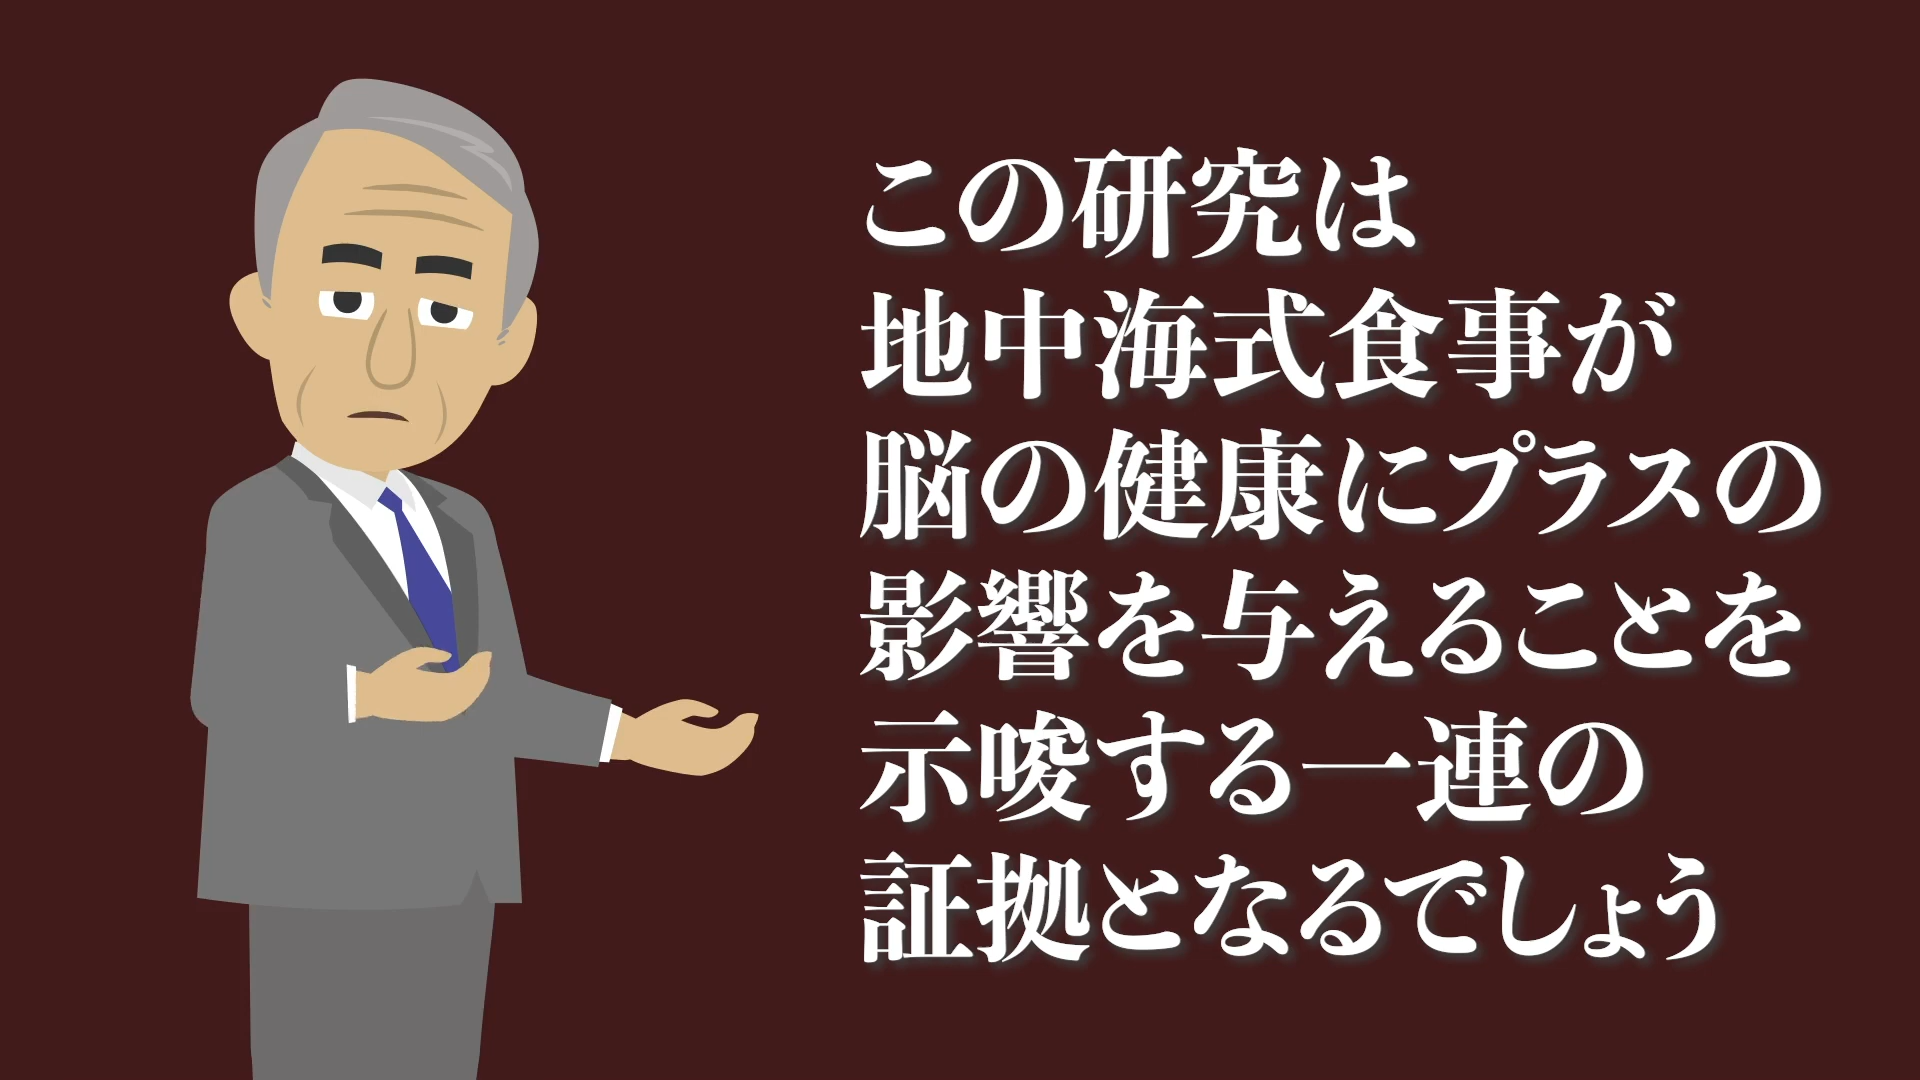 この研究は
地中海式食事が
脳の健康にプラスの
影響を与えることを
示唆する一連の
証拠となるでしょう